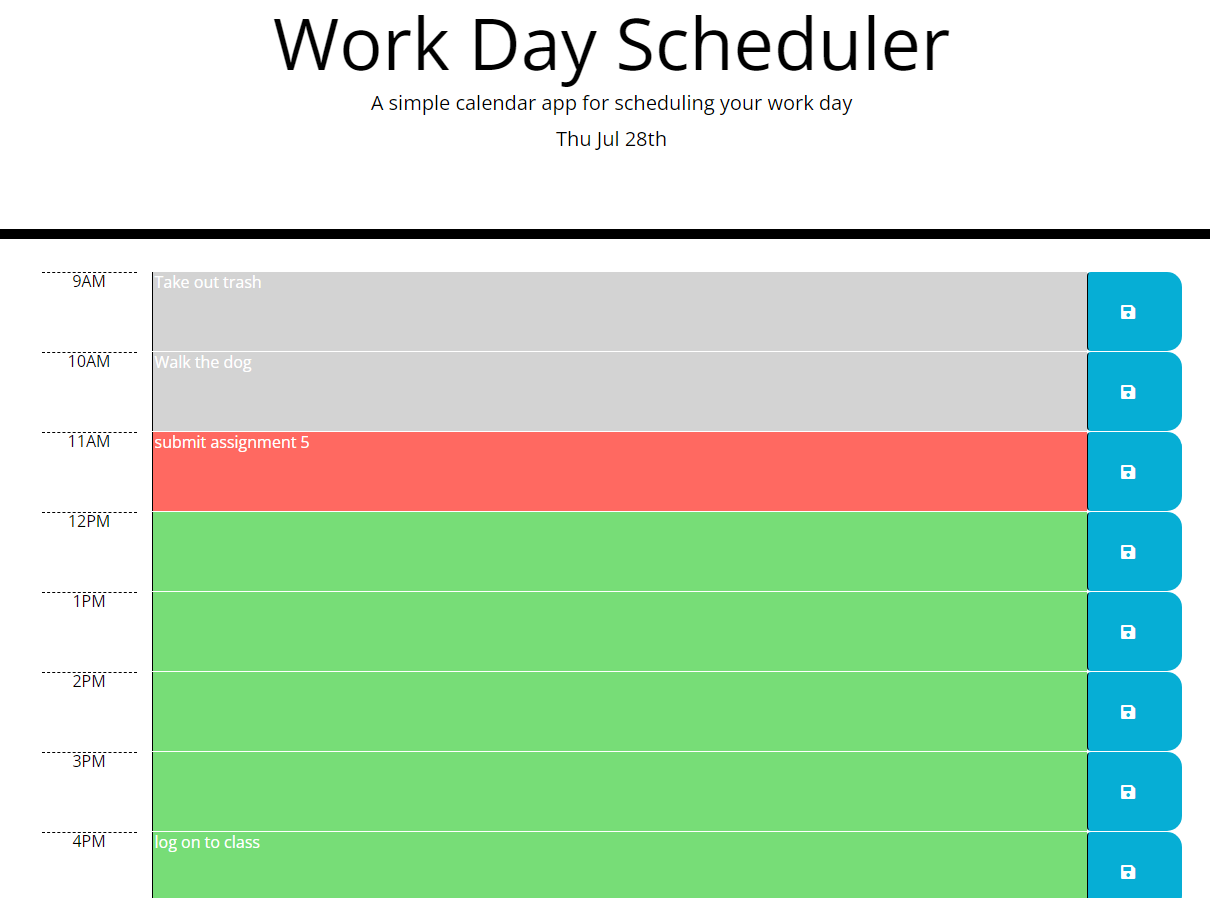 Work Day Scheduler
A simple calendar app for scheduling your work day
Thu Jul 28th
9AM
Take out trash
10AM
Walk the dog
11AM
submit assignment 5
12PM
1PM
2PM
3PM
4PM
log on to class